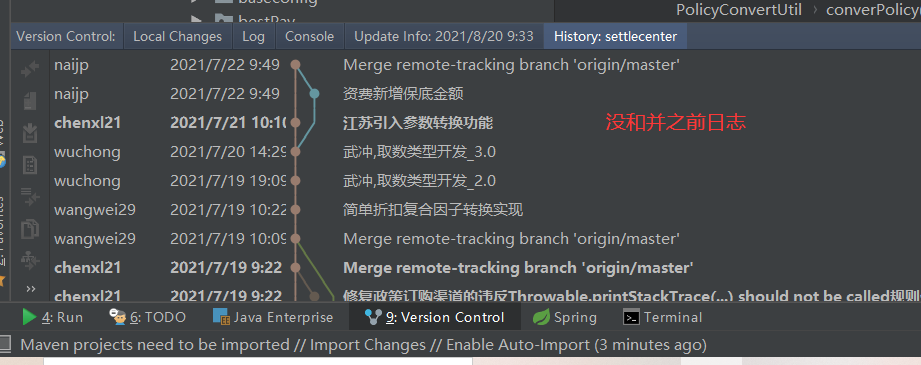 baseconfig
bestPay
PolicyConvertUtil › converPolicy(
Version Control: Local Changes Log Console Update Info: 2021/8/20 9:33 History: settlecenter
naijp 2021/7/22 9:49 Merge remote-tracking branch 'origin/master'
naijp 2021/7/22 9:49 资费新增保底金额
chenxl21 2021/7/21 10:10 江苏引入参数转换功能 没和并之前日志
wuchong 2021/7/20 14:29 武冲,取数类型开发_3.0
wuchong 2021/7/19 19:09 武冲,取数类型开发_2.0
wangwei29 2021/7/19 10:22 简单折扣复合因子转换实现
wangwei29 2021/7/19 10:09 Merge remote-tracking branch 'origin/master'
chenxl21 2021/7/19 9:22 Merge remote-tracking branch 'origin/master'
chenxl21 2021/7/19 9:22 修复政策订购渠道的违反Throwable.printStackTrace(...) should not be called规则
4: Run 6: TODO Java Enterprise 9: Version Control Spring Terminal
Maven projects need to be imported // Import Changes // Enable Auto-Import (3 minutes ago)